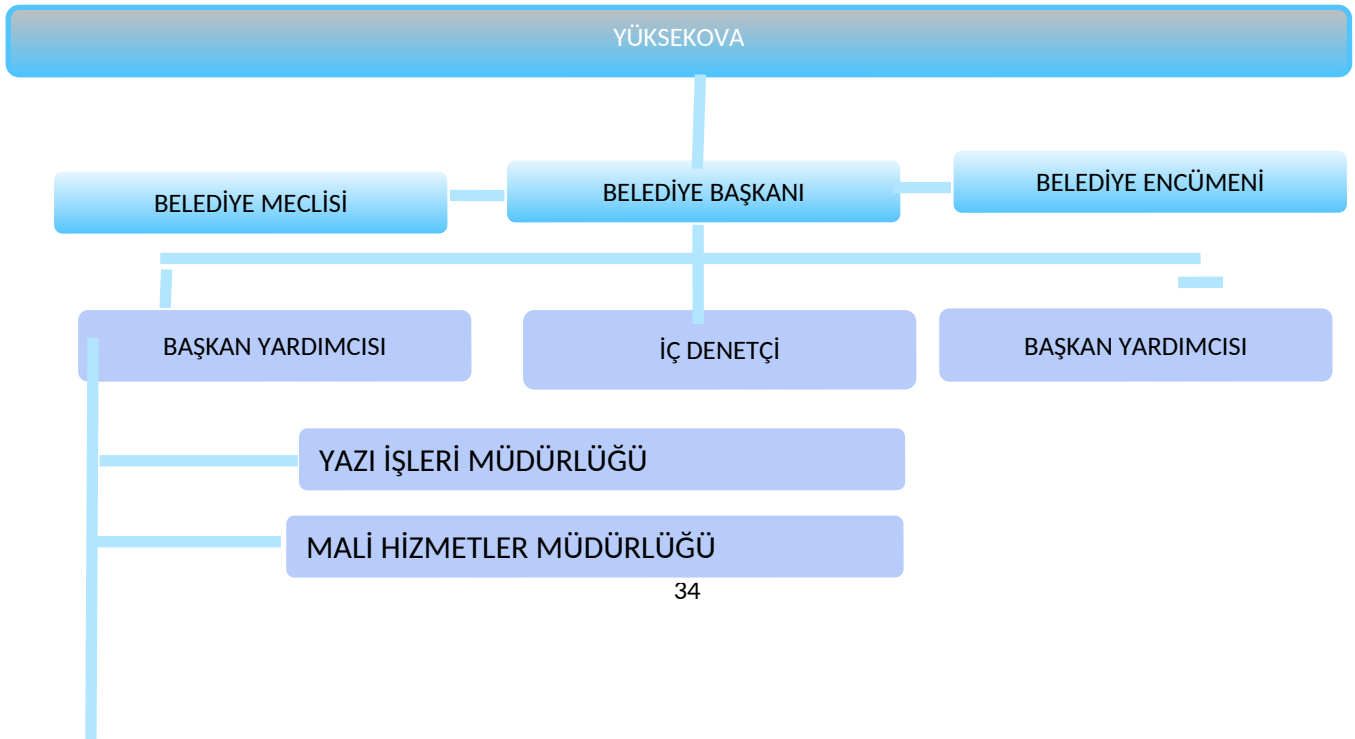 YÜKSEKOVA
BELEDİYE MECLİSİ
BELEDİYE BAŞKANI
BELEDİYE ENCÜMENİ
BAŞKAN YARDIMCISI
İÇ DENETÇİ
BAŞKAN YARDIMCISI
YAZI İŞLERİ MÜDÜRLÜĞÜ
MALİ HİZMETLER MÜDÜRLÜĞÜ
34